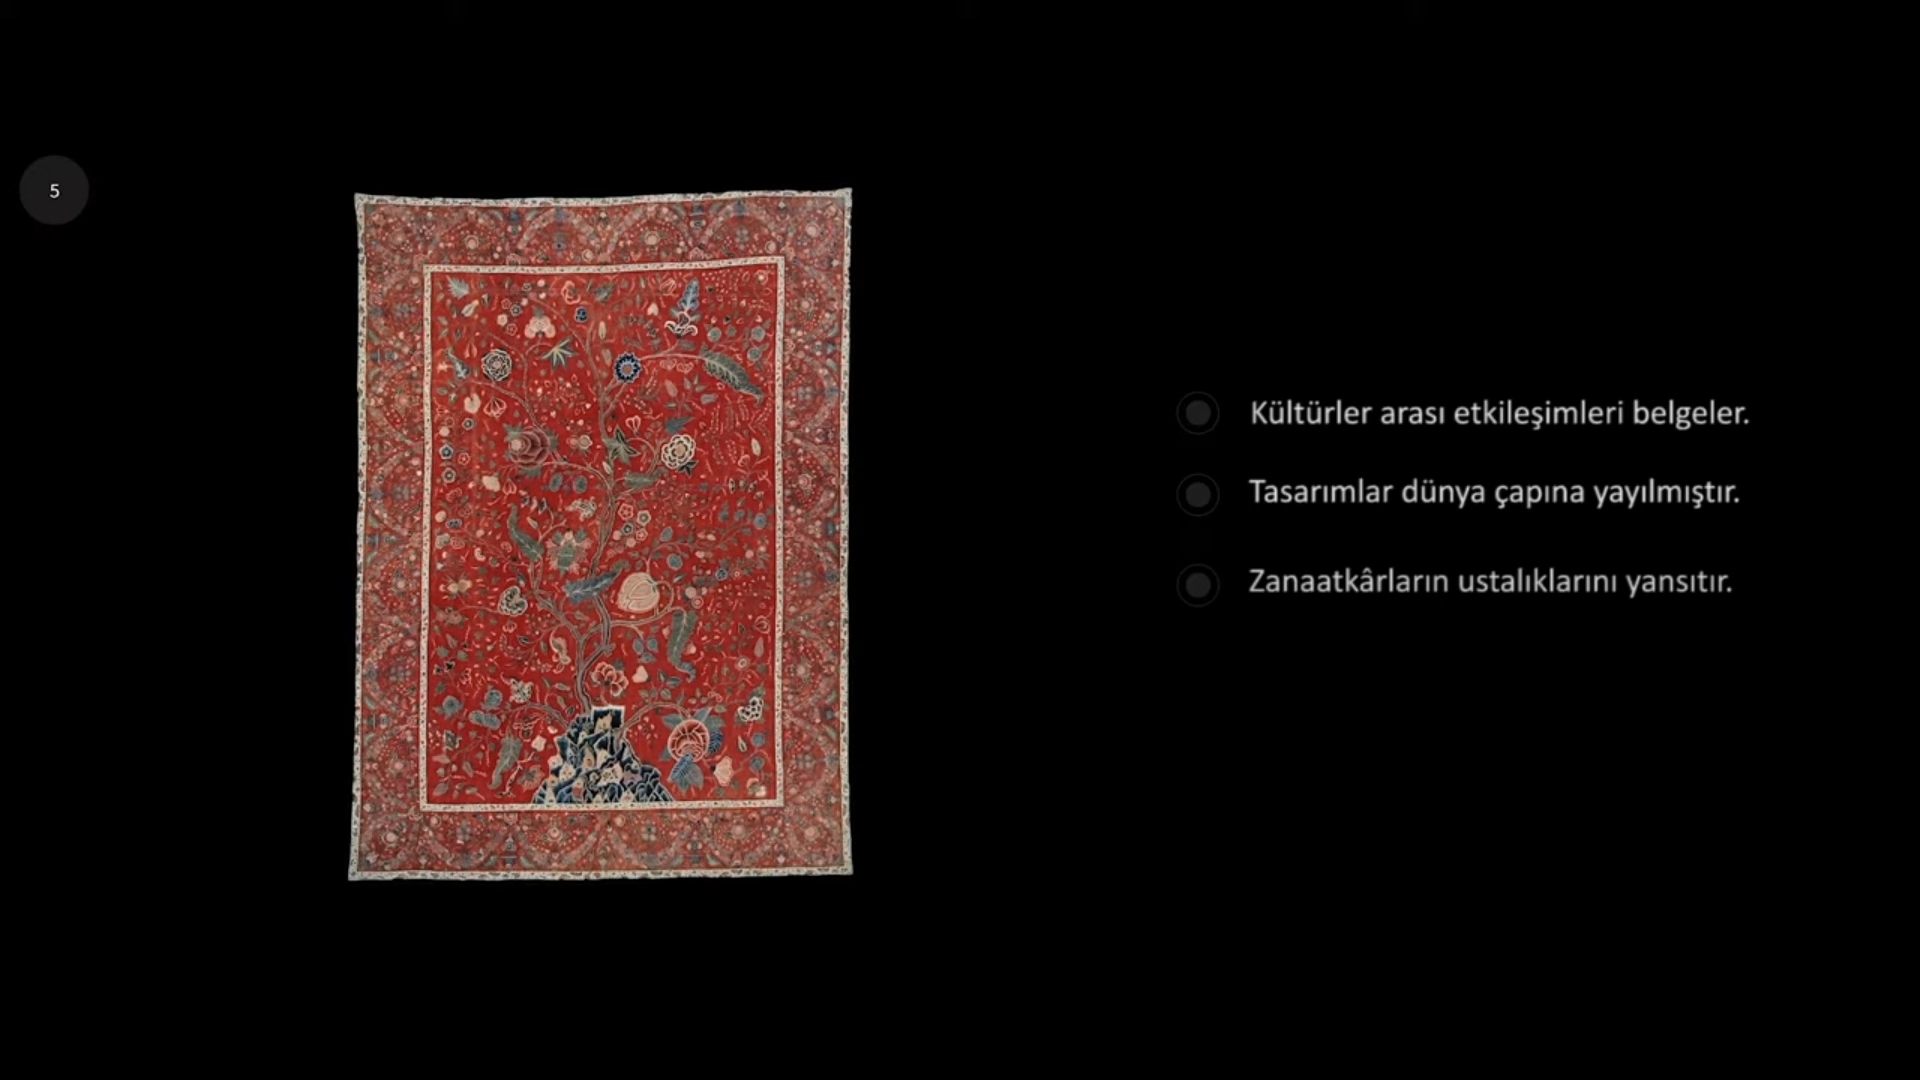 5
Kültürler arası etkileşimleri belgeler.
Tasarımlar dünya çapına yayılmıştır.
Zanaatkârların ustalıklarını yansıtır.